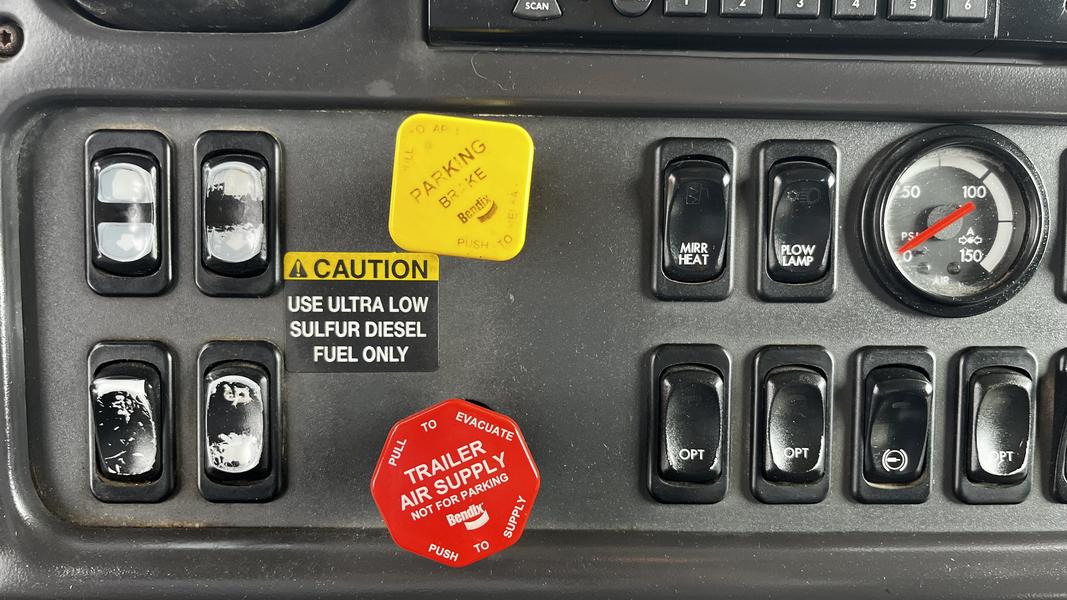 SCAN
1 2 3 4 5 6
PARKING
BRAKE
Bendix
PUSH TO
CAUTION
USE ULTRA LOW
SULFUR DIESEL
FUEL ONLY
MIRR
HEAT
PLOW
LAMP
50 100
PSI
0 150
A
AIR
PULL TO EVACUATE
TRAILER
AIR SUPPLY
NOT FOR PARKING
Bendix
PUSH TO SUPPLY
OPT
OPT
OPT